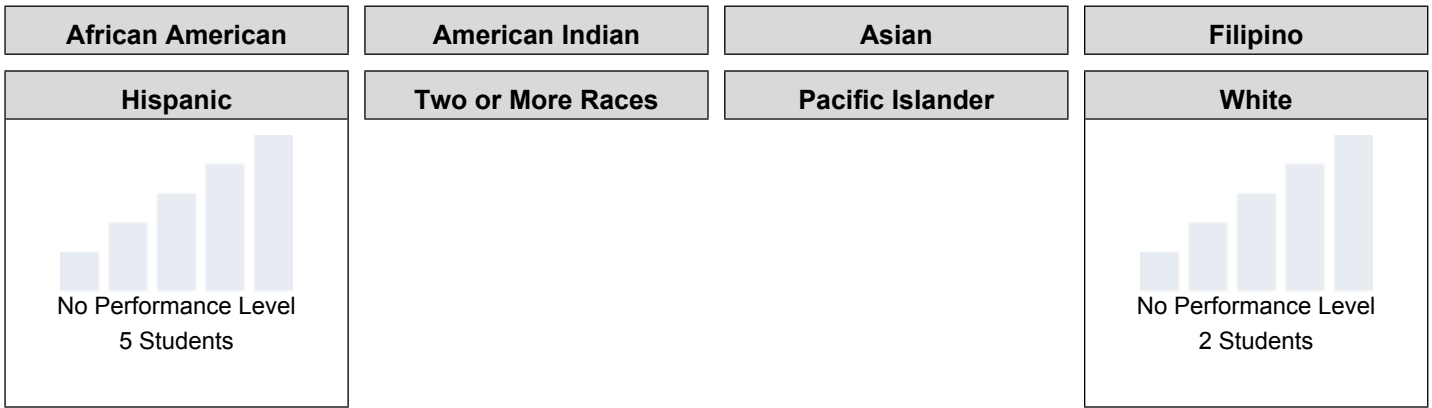 African American
American Indian
Asian
Filipino
Hispanic
Two or More Races
Pacific Islander
White
No Performance Level
5 Students
No Performance Level
2 Students